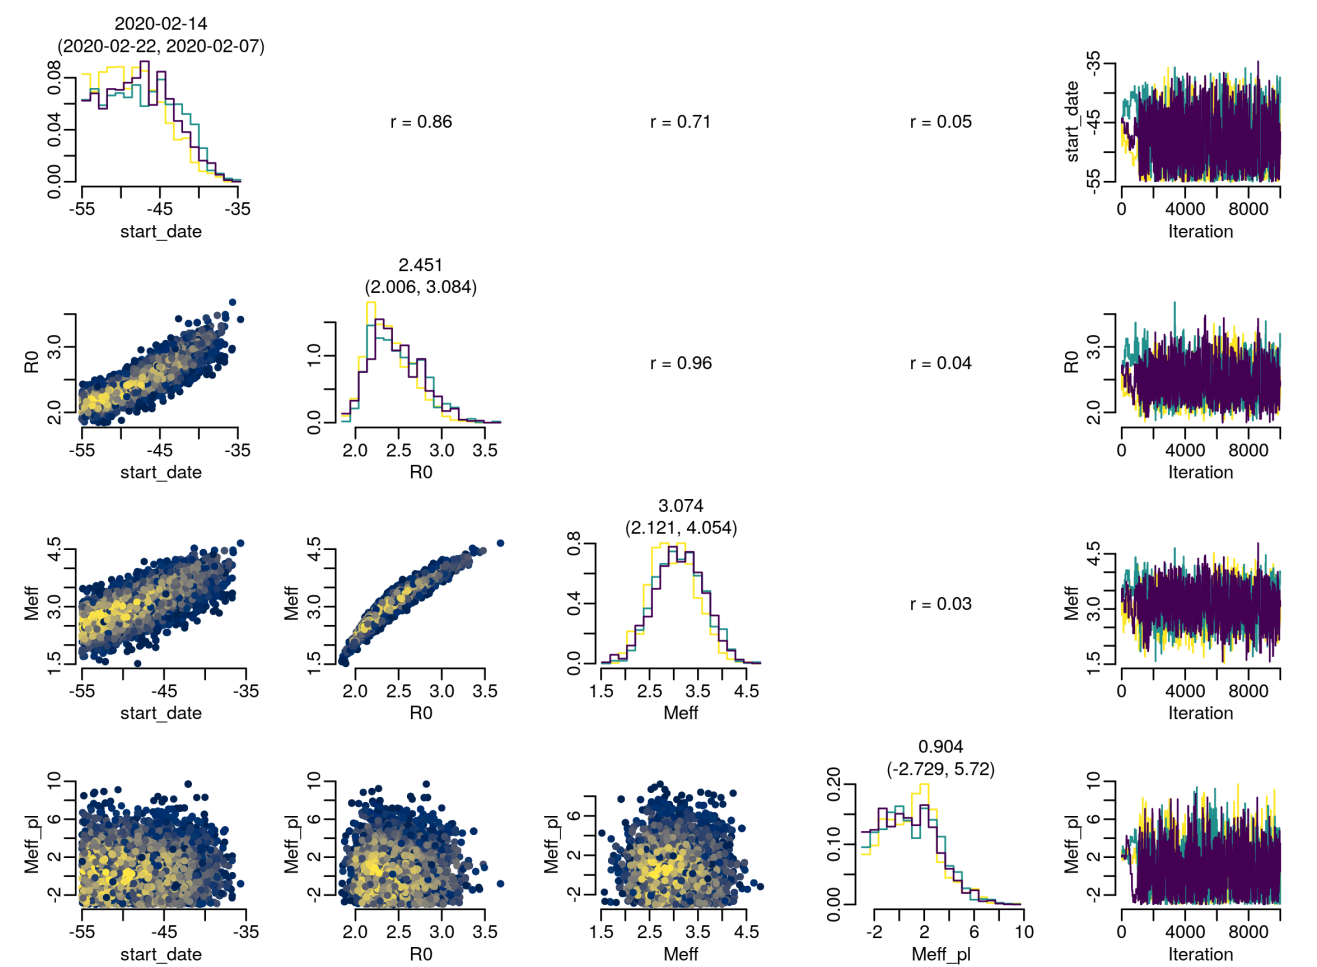 2020-02-14
(2020-02-22, 2020-02-07)
0.00 0.04 0.08
-55 -45 -35
start_date
r = 0.86
r = 0.71
r = 0.05
start_date
-55 -45 -35
0 4000 8000
Iteration
R0
2.0 3.0
-55 -45 -35
start_date
2.451
(2.006, 3.084)
0.0 1.0
2.0 2.5 3.0 3.5
R0
r = 0.96
r = 0.04
R0
2.0 3.0
0 4000 8000
Iteration
Meff
1.5 3.0 4.5
-55 -45 -35
start_date
Meff
1.5 3.0 4.5
2.0 2.5 3.0 3.5
R0
3.074
(2.121, 4.054)
0.0 0.4 0.8
1.5 2.5 3.5 4.5
Meff
r = 0.03
Meff
1.5 3.0 4.5
0 4000 8000
Iteration
Meff_pl
-2 2 6 10
-55 -45 -35
start_date
Meff_pl
-2 2 6 10
2.0 2.5 3.0 3.5
R0
Meff_pl
-2 2 6
1.5 2.5 3.5 4.5
Meff
0.904
(-2.729, 5.72)
0.00 0.10 0.20
-2 2 6 10
Meff_pl
Meff_pl
-2 2 6 10
0 4000 8000
Iteration